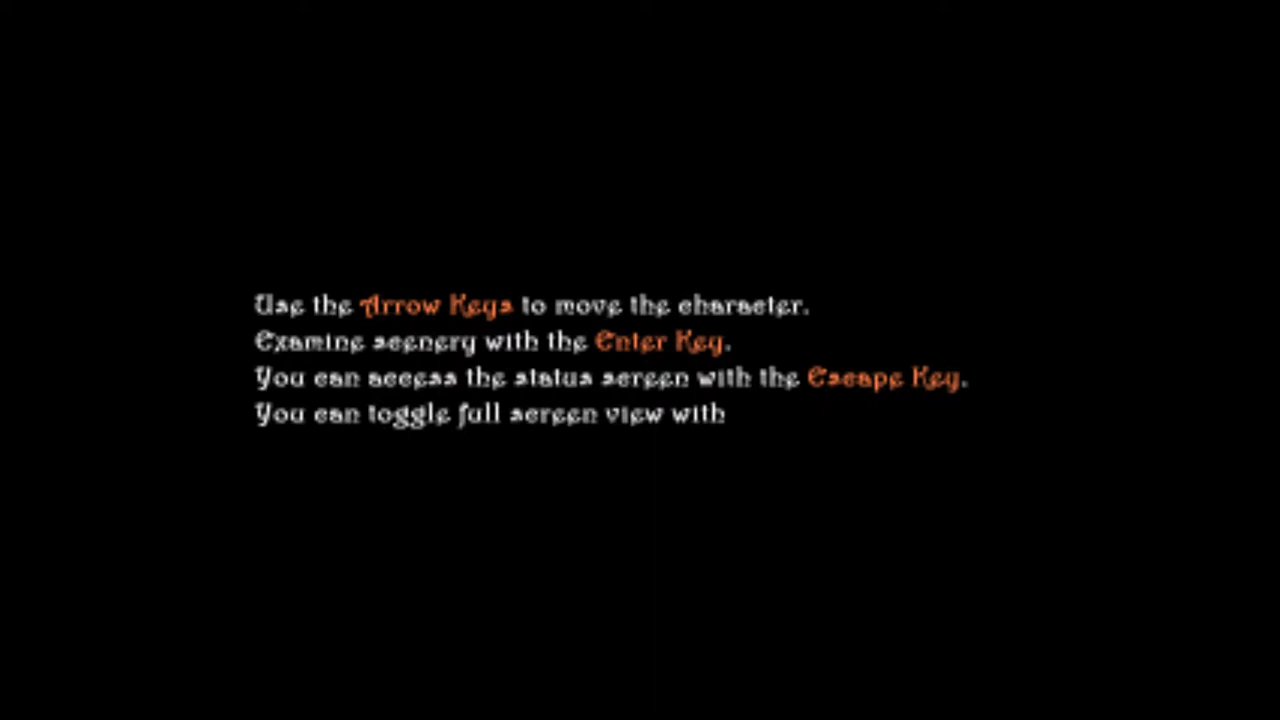 Use the Arrow Keys to move the character.
Examine scenery with the Enter Key.
You can access the status screen with the Escape Key.
You can toggle full screen view with